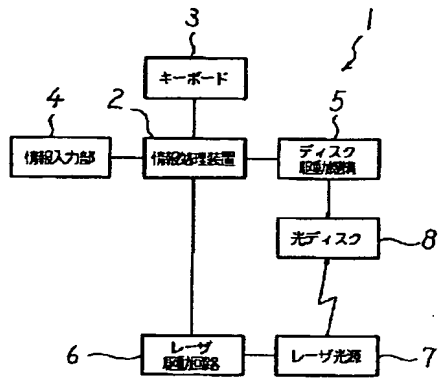 3
1
キーボード
4
2
5
情報入力部
情報処理装置
ディスク
駆動機構
光ディスク
8
6
レーザ
駆動回路
レーザ光源
7